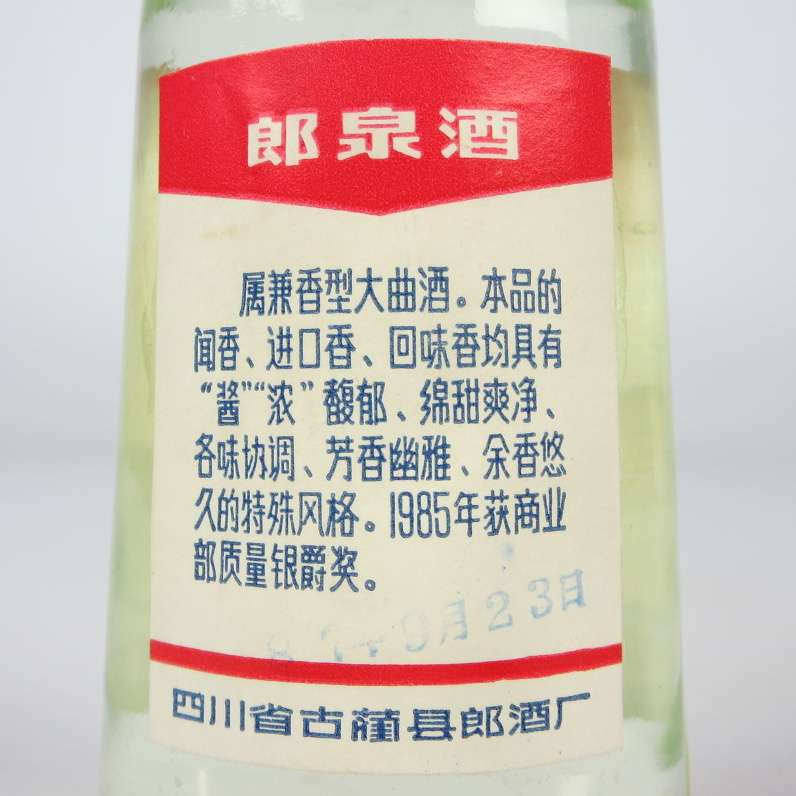 郎泉酒
属兼香型大曲酒。本品的
闻香、进口香、回味香均具有
“酱”“浓”馥郁、绵甜爽净、
各味协调、芳香幽雅、余香悠
久的特殊风格。1985年获商业
部质量银爵奖。
87年9月23日
四川省古蔺县郎酒厂